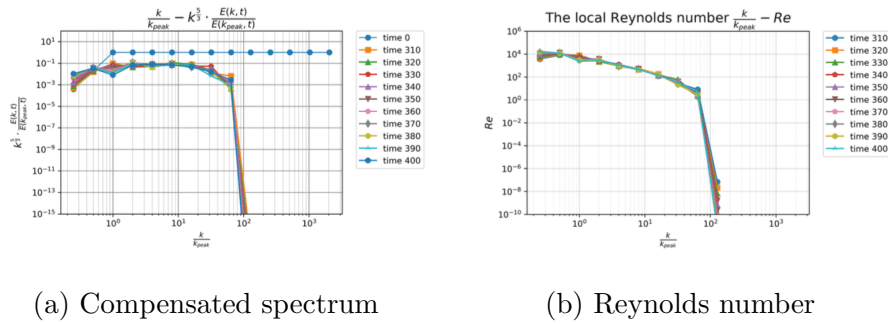 k/k_peak − k^(5/3) · E(k,t)/E(k_peak,t)
k^(5/3) · E(k,t)/E(k_peak,t)
10^1
10^-1
10^-3
10^-5
10^-7
10^-9
10^-11
10^-13
10^-15
10^0 10^1 10^2 10^3
k/k_peak
time 0
time 310
time 320
time 330
time 340
time 350
time 360
time 370
time 380
time 390
time 400
The local Reynolds number k/k_peak − Re
Re
10^6
10^4
10^2
10^0
10^-2
10^-4
10^-6
10^-8
10^-10
10^0 10^1 10^2 10^3
k/k_peak
time 310
time 320
time 330
time 340
time 350
time 360
time 370
time 380
time 390
time 400
(a) Compensated spectrum
(b) Reynolds number